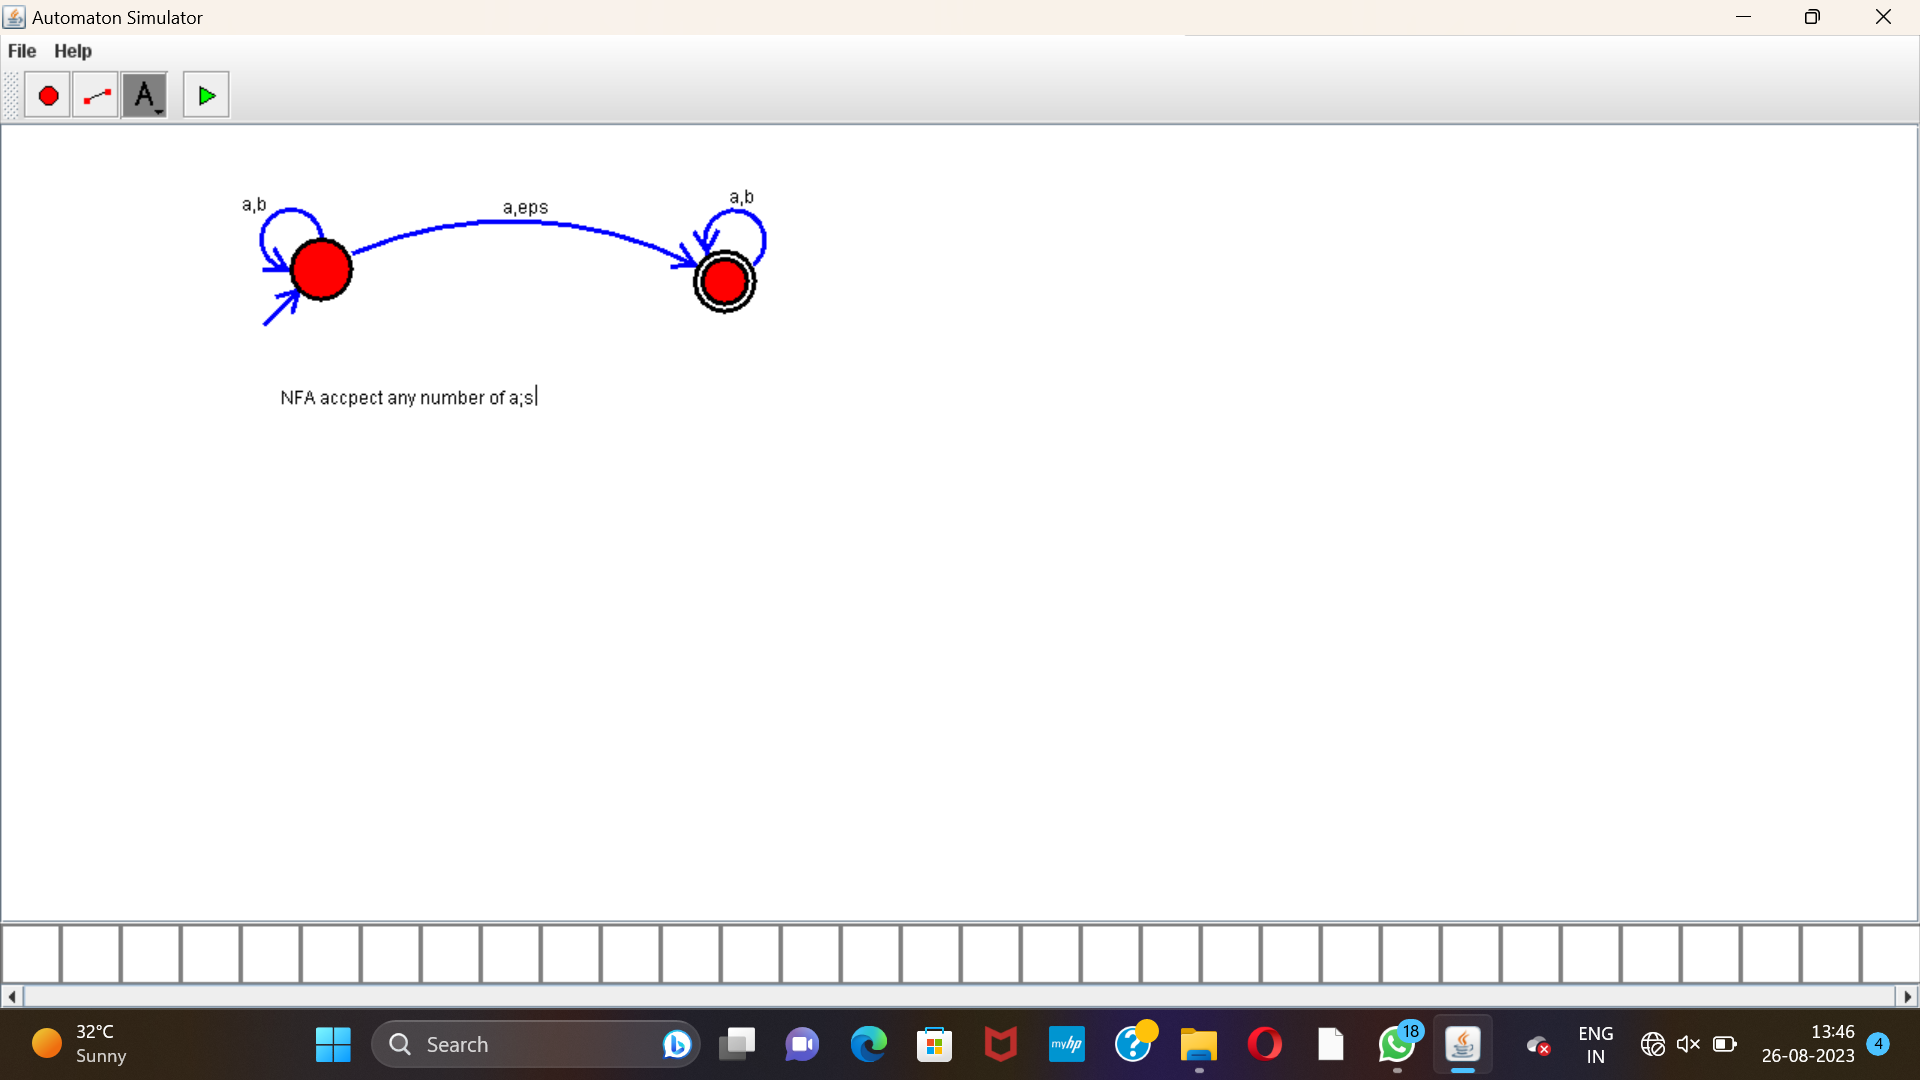 Automaton Simulator
File Help
A
a,b
a,eps
a,b
NFA accpect any number of a;s
32°C
Sunny
Search
myhp
18
ENG
IN
13:46
26-08-2023
4